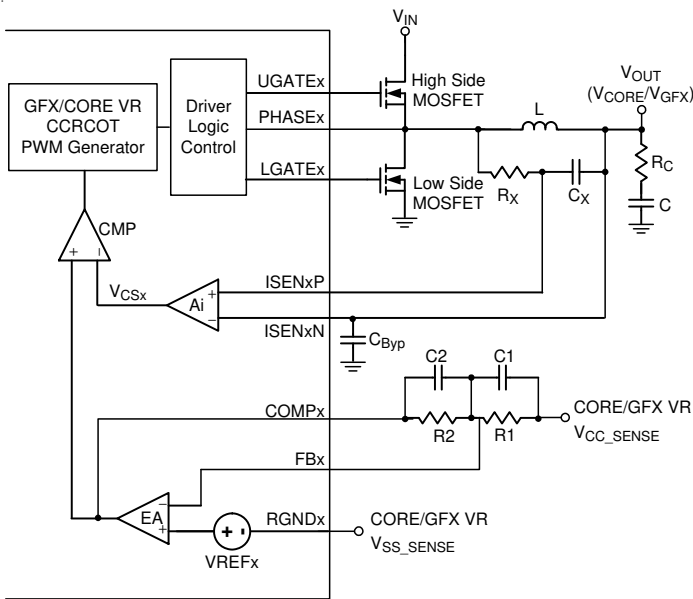 V_IN
UGATEx
High Side
MOSFET
GFX/CORE VR
CCRCOT
PWM Generator
Driver
Logic
Control
PHASEx
LGATEx
Low Side
MOSFET
L
V_OUT
(V_CORE/V_GFX)
R_X
C_X
R_C
C
CMP
+
−
V_CSx
Ai
+
−
ISENxP
ISENxN
C_Byp
C2
C1
COMPx
R2
R1
CORE/GFX VR
V_CC_SENSE
FBx
EA
−
+
+
-
VREFx
RGNDx
CORE/GFX VR
V_SS_SENSE